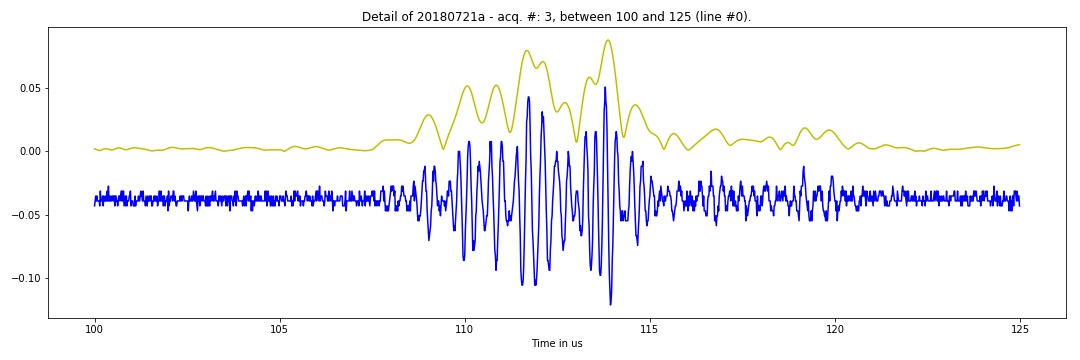 Detail of 20180721a - acq. #: 3, between 100 and 125 (line #0).
0.05
0.00
−0.05
−0.10
100 105 110 115 120 125
Time in us